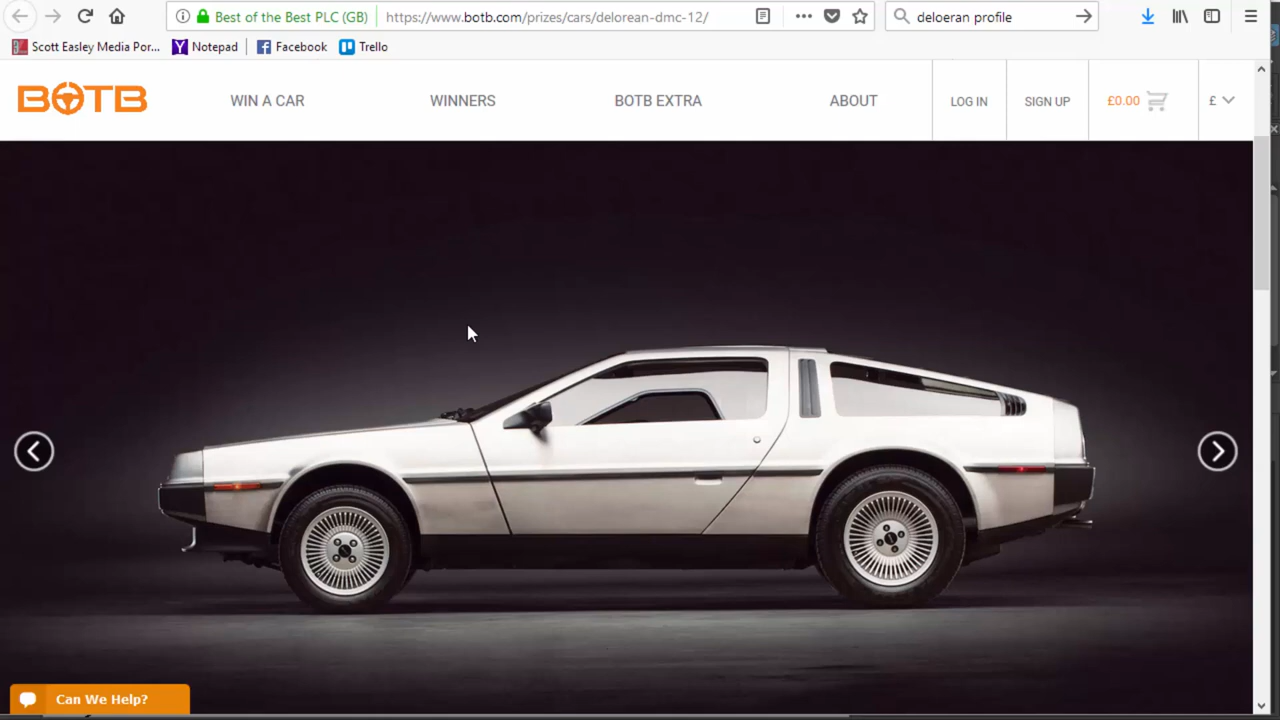 Best of the Best PLC (GB) https://www.botb.com/prizes/cars/delorean-dmc-12/ deloeran profile
Scott Easley Media Por... Notepad Facebook Trello
BOTB WIN A CAR WINNERS BOTB EXTRA ABOUT LOG IN SIGN UP £0.00 £
Can We Help?